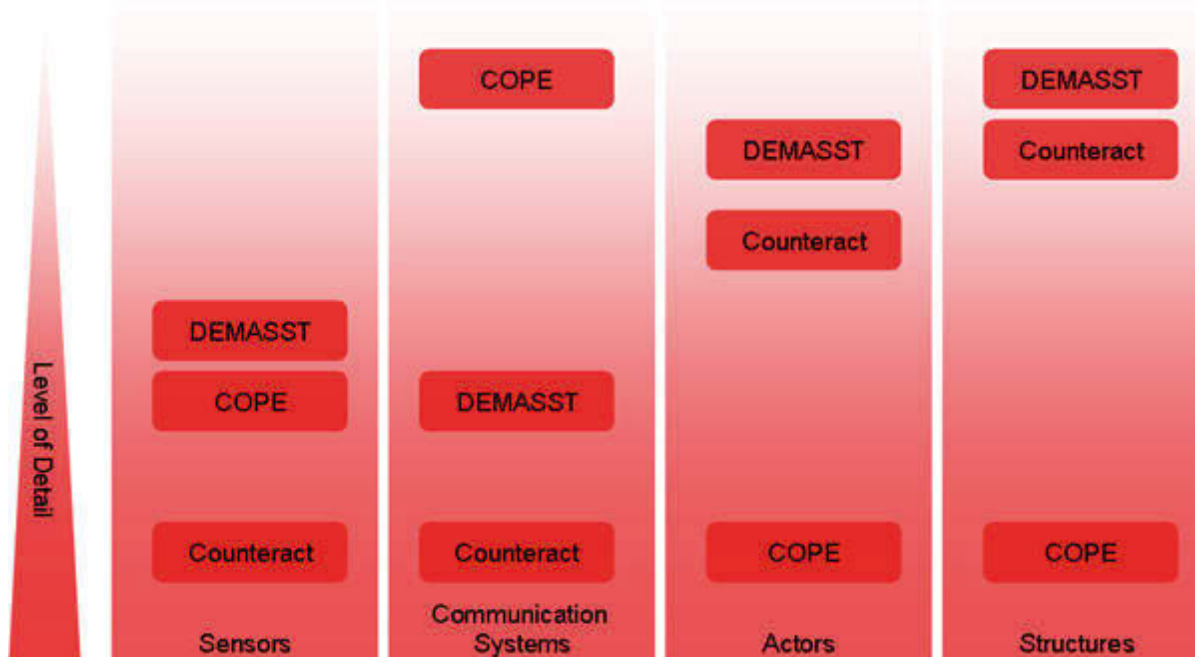 COPE
DEMASST
DEMASST
Counteract
Counteract
DEMASST
COPE
DEMASST
Level of Detail
Counteract
Counteract
COPE
COPE
Sensors
Communication
Systems
Actors
Structures